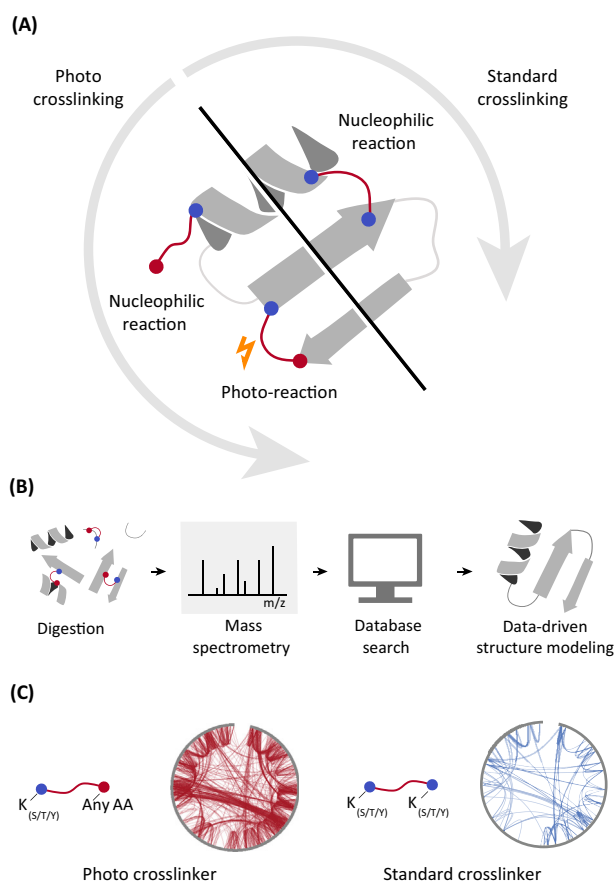 (A)
Photo
crosslinking
Standard
crosslinking
Nucleophilic
reaction
Nucleophilic
reaction
Photo-reaction
(B)
m/z
Digestion
Mass
spectrometry
Database
search
Data-driven
structure modeling
(C)
K
(S/T/Y)
Any AA
K
(S/T/Y)
K
(S/T/Y)
Photo crosslinker
Standard crosslinker